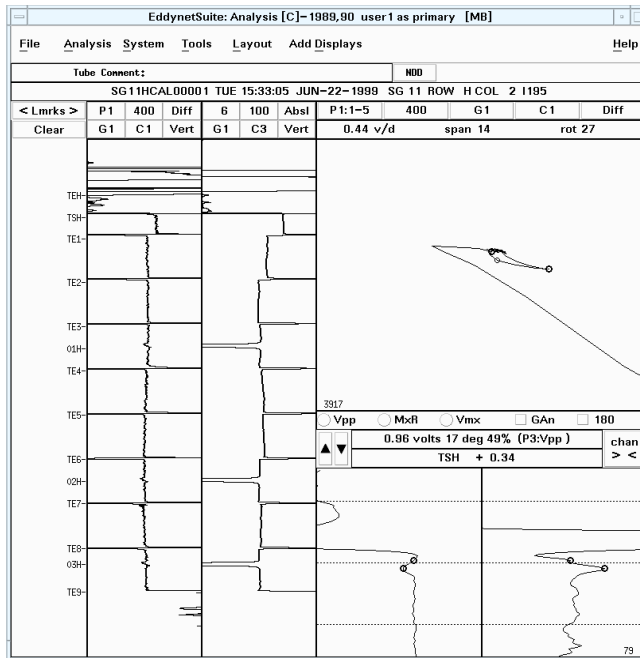 EddynetSuite: Analysis [C]-1989,90 user1 as primary [MB]
File Analysis System Tools Layout Add Displays Help
Tube Comment: NDD
SG11HCAL00001 TUE 15:33:05 JUN-22-1999 SG 11 ROW H COL 2 I195
< Lmrks > P1 400 Diff 6 100 Absl P1:1-5 400 G1 C1 Diff
Clear G1 C1 Vert G1 C3 Vert 0.44 v/d span 14 rot 27
TEH
TSH
TE1
TE2
TE3
01H
TE4
TE5
TE6
02H
TE7
TE8
03H
TE9
3917
Vpp MxR Vmx GAn 180
0.96 volts 17 deg 49% (P3:Vpp ) chan
TSH + 0.34 > <
79